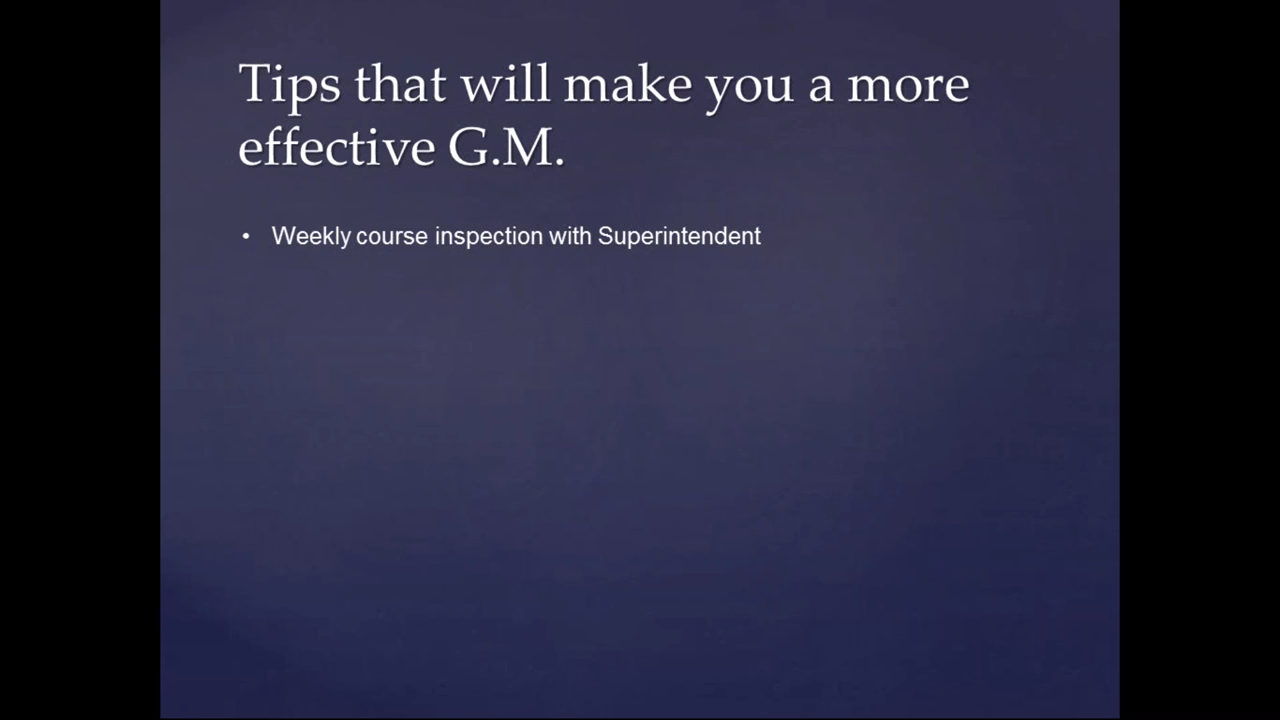 Tips that will make you a more
effective G.M.
• Weekly course inspection with Superintendent